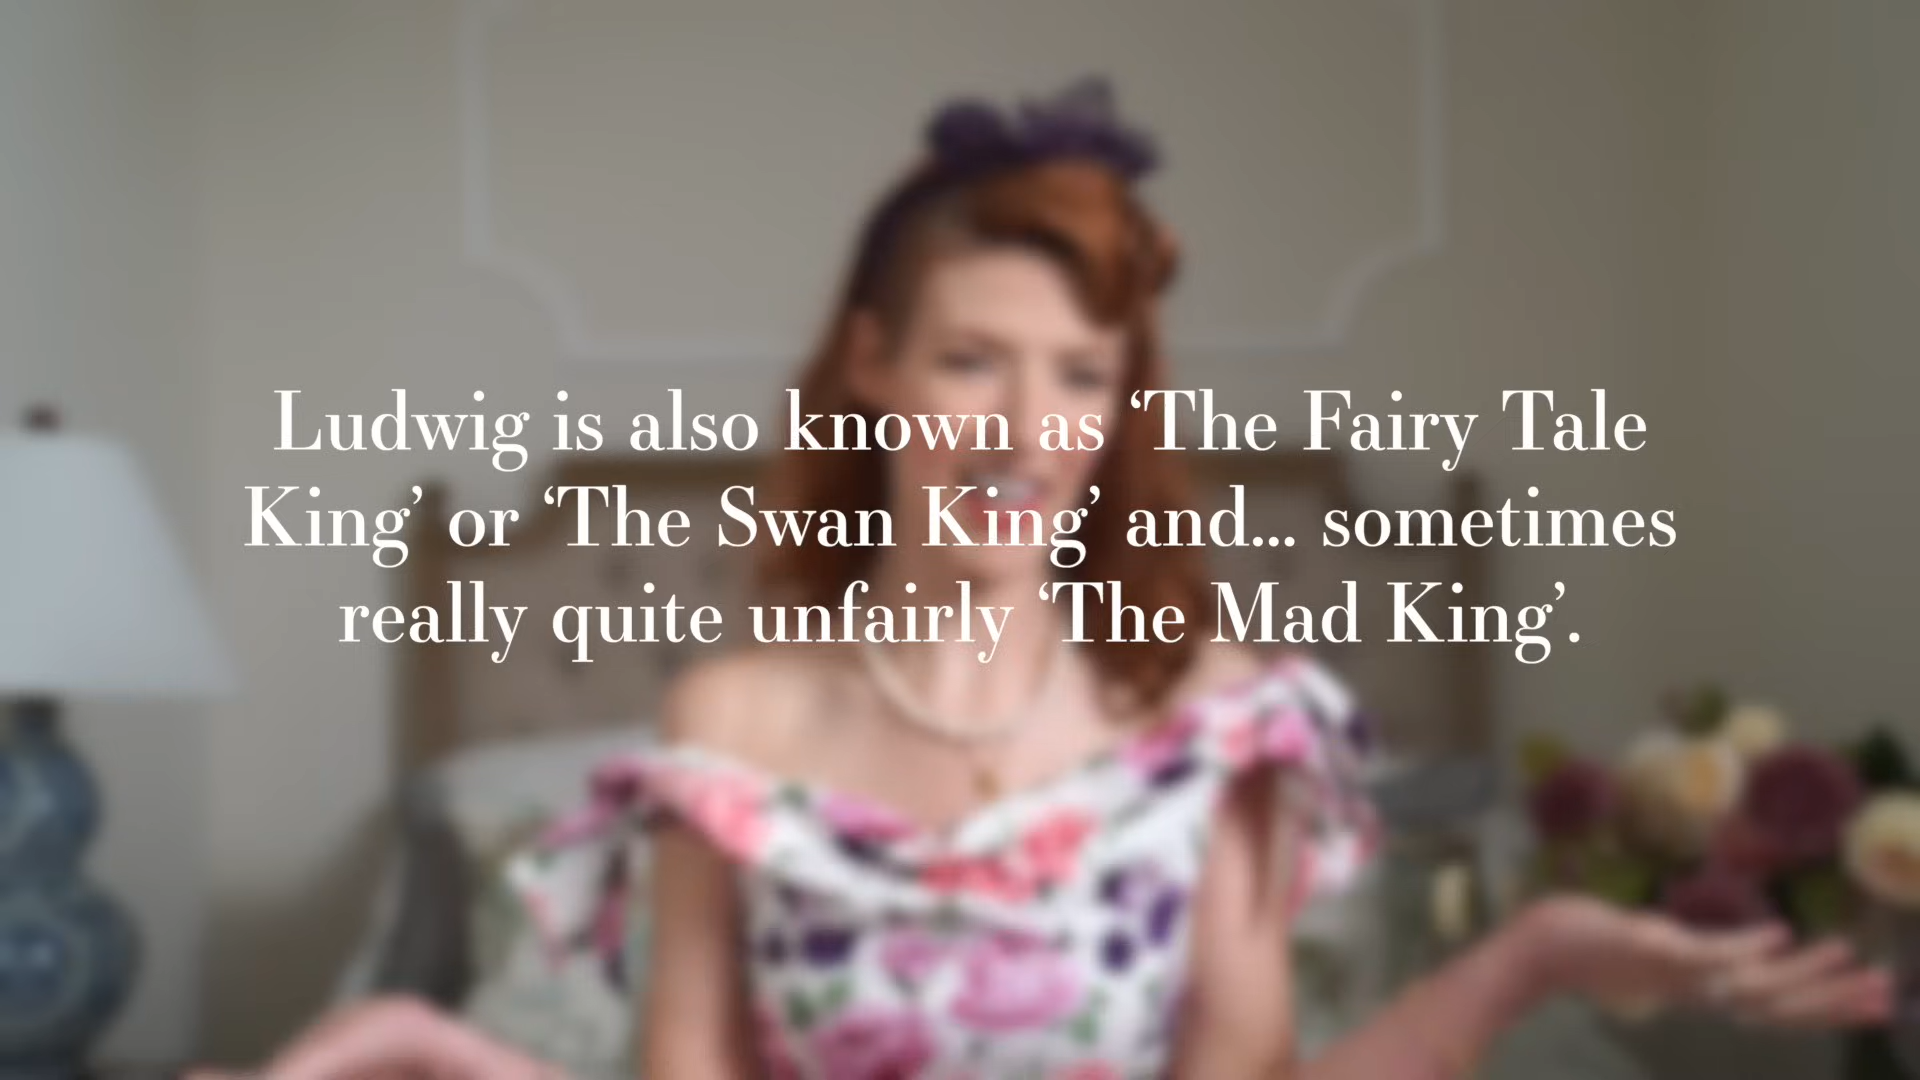 Ludwig is also known as ‘The Fairy Tale
King’ or ‘The Swan King’ and... sometimes
really quite unfairly ‘The Mad King’.